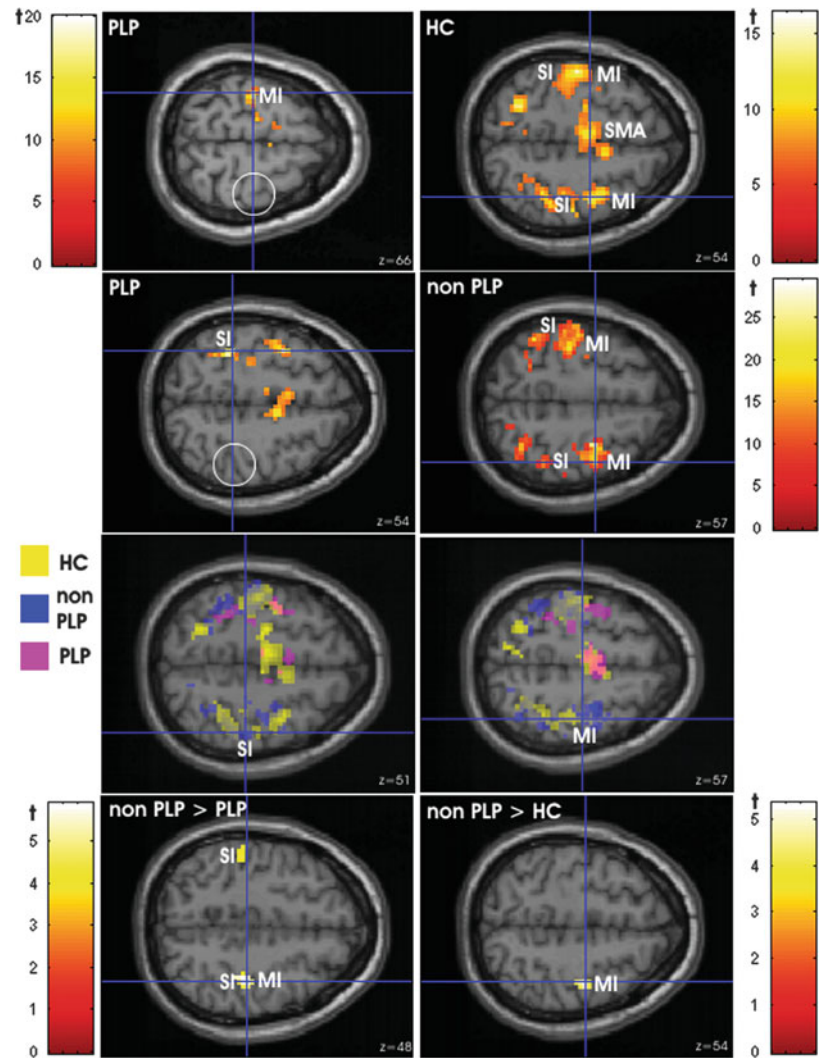 t
20
15
10
5
0
PLP
MI
z=66
HC
SI
MI
SMA
SI
MI
z=54
t
15
10
5
0
PLP
SI
z=54
non PLP
SI
MI
SI
MI
z=57
t
25
20
15
10
5
0
HC
non
PLP
PLP
SI
z=51
MI
z=57
t
5
4
3
2
1
0
non PLP > PLP
SI
SI
MI
z=48
non PLP > HC
MI
z=54
t
5
4
3
2
1
0